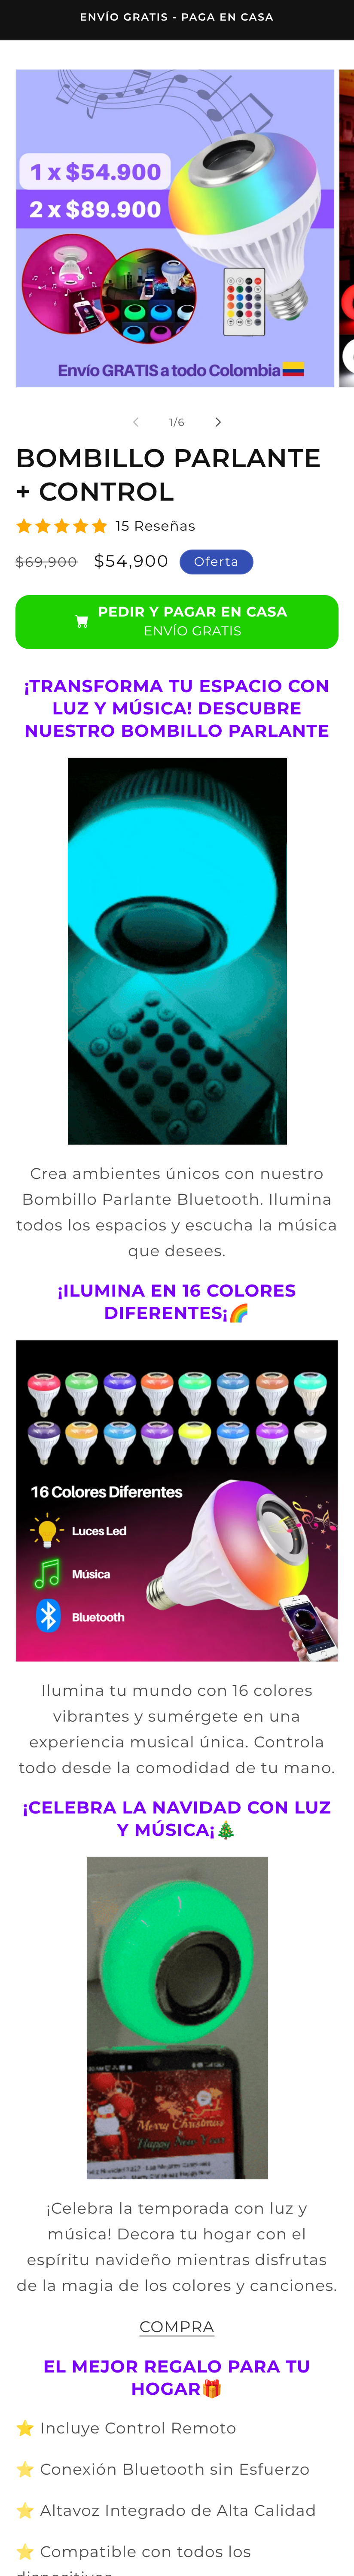 ENVÍO GRATIS - PAGA EN CASA
1 x $54.900
2 x $89.900
Envío GRATIS a todo Colombia🇨🇴
1/6
BOMBILLO PARLANTE
+ CONTROL
15 Reseñas
$69,900 $54,900 Oferta
PEDIR Y PAGAR EN CASA
ENVÍO GRATIS
¡TRANSFORMA TU ESPACIO CON
LUZ Y MÚSICA! DESCUBRE
NUESTRO BOMBILLO PARLANTE
Crea ambientes únicos con nuestro
Bombillo Parlante Bluetooth. Ilumina
todos los espacios y escucha la música
que desees.
¡ILUMINA EN 16 COLORES
DIFERENTES¡🌈
16 Colores Diferentes
Luces Led
Música
Bluetooth
Ilumina tu mundo con 16 colores
vibrantes y sumérgete en una
experiencia musical única. Controla
todo desde la comodidad de tu mano.
¡CELEBRA LA NAVIDAD CON LUZ
Y MÚSICA¡🎄
Merry Christmas
Happy New Year
¡Celebra la temporada con luz y
música! Decora tu hogar con el
espíritu navideño mientras disfrutas
de la magia de los colores y canciones.
COMPRA
EL MEJOR REGALO PARA TU
HOGAR🎁
⭐ Incluye Control Remoto
⭐ Conexión Bluetooth sin Esfuerzo
⭐ Altavoz Integrado de Alta Calidad
⭐ Compatible con todos los